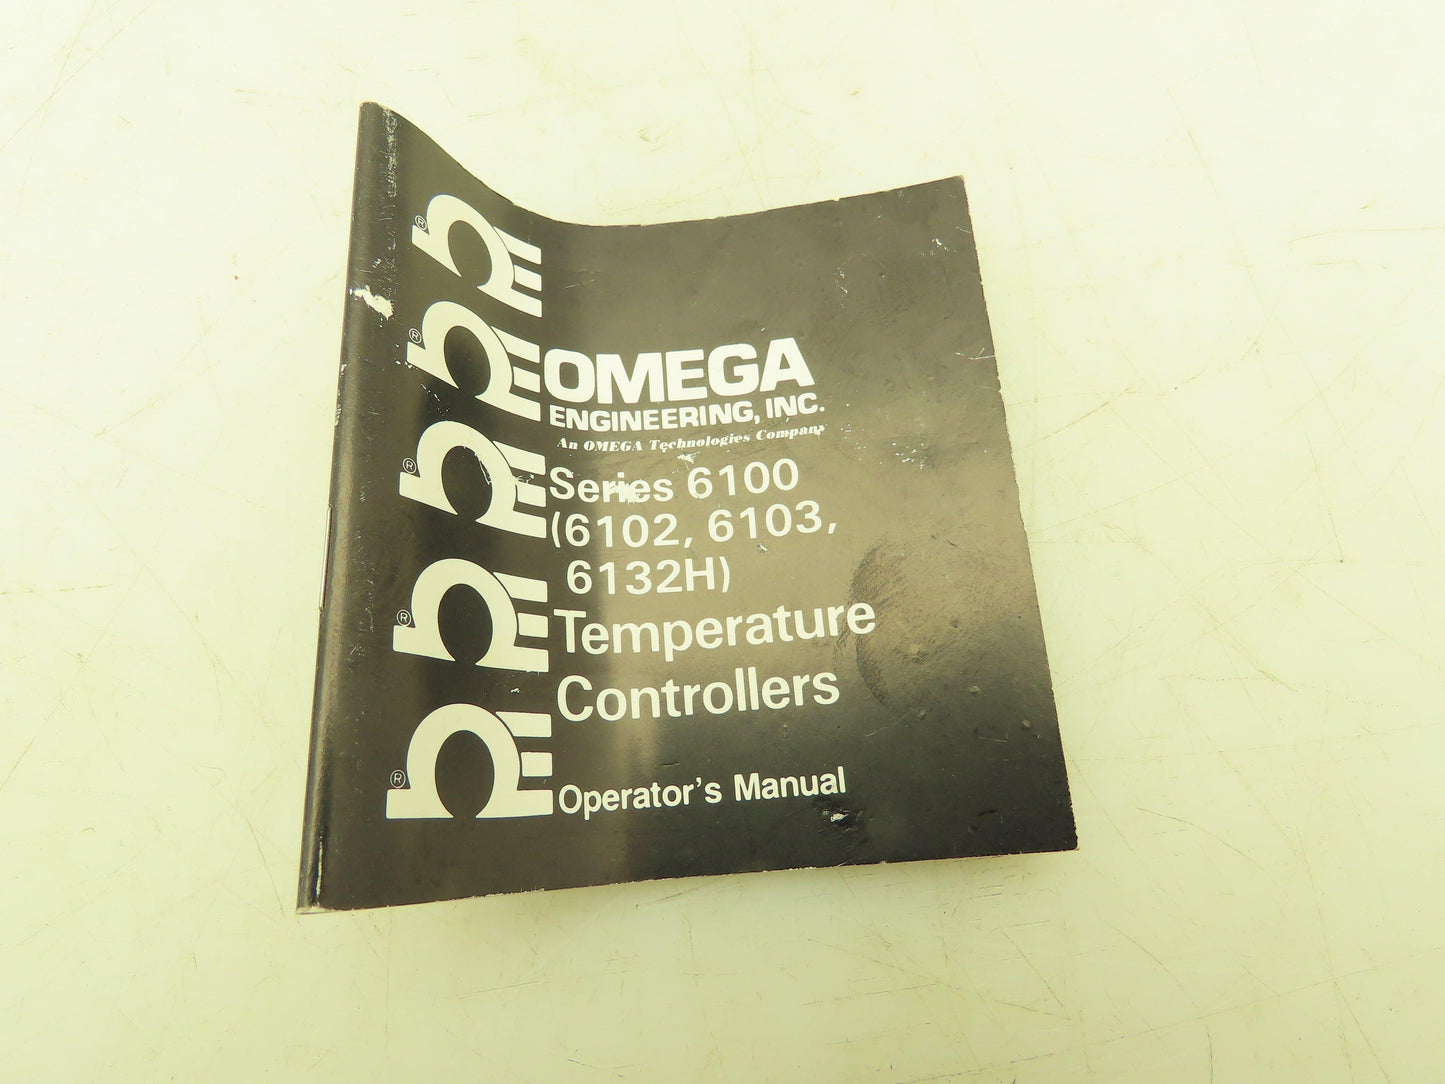 OMEGA
ENGINEERING, INC.
An OMEGA Technologies Company
Series 6100
(6102, 6103,
6132H)
Temperature
Controllers
Operator's Manual
®
®
®
®
®